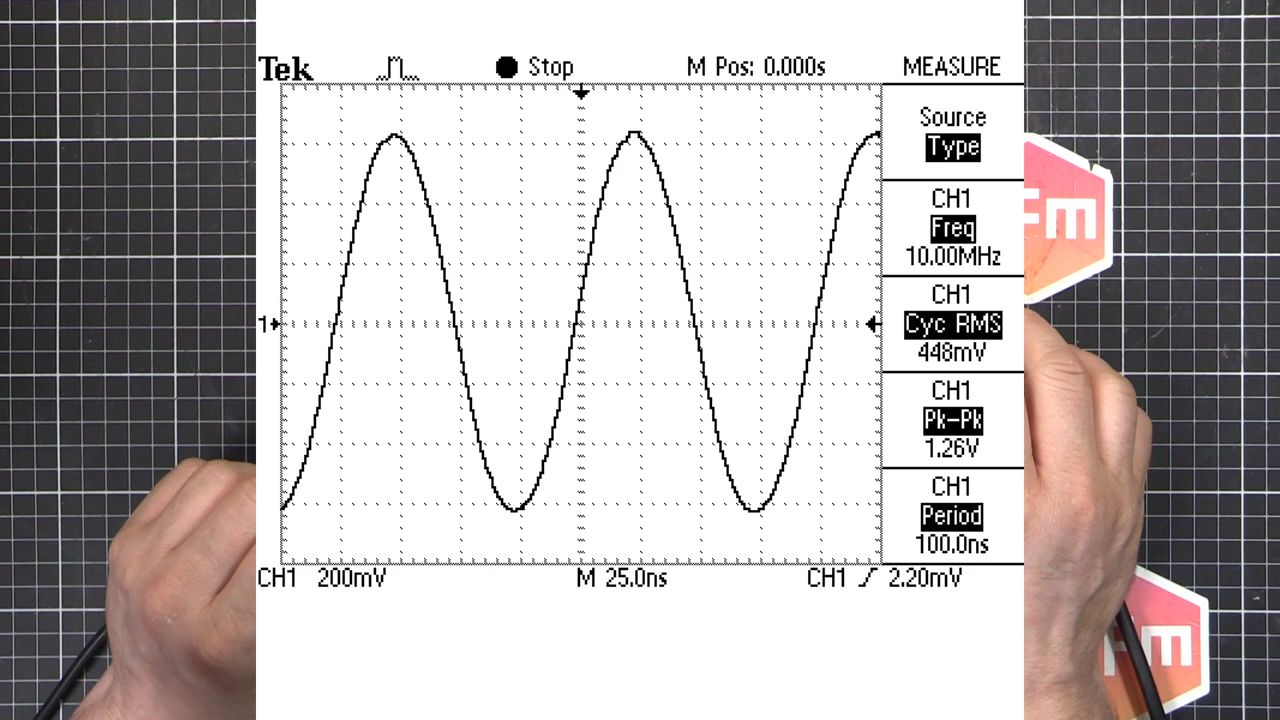 Tek Stop M Pos: 0.000s MEASURE
Source
Type
CH1
Freq
10.00MHz
CH1
Cyc RMS
448mV
1
CH1
Pk-Pk
1.26V
CH1
Period
100.0ns
CH1 200mV M 25.0ns CH1 2.20mV